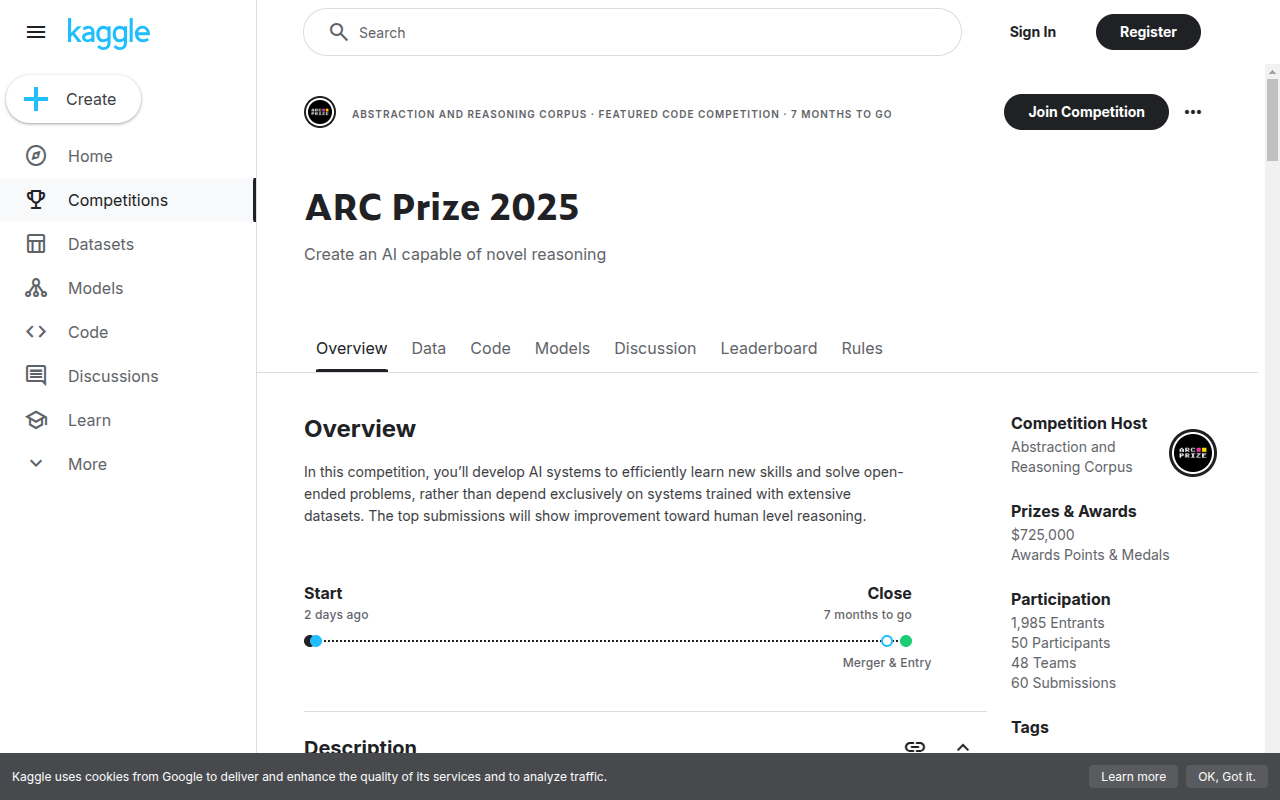 kaggle
Search
Sign In
Register
Create
Home
Competitions
Datasets
Models
Code
Discussions
Learn
More
ARC PRIZE
ABSTRACTION AND REASONING CORPUS · FEATURED CODE COMPETITION · 7 MONTHS TO GO
Join Competition
ARC Prize 2025
Create an AI capable of novel reasoning
Overview
Data
Code
Models
Discussion
Leaderboard
Rules
Overview
In this competition, you’ll develop AI systems to efficiently learn new skills and solve open-
ended problems, rather than depend exclusively on systems trained with extensive
datasets. The top submissions will show improvement toward human level reasoning.
Start
2 days ago
Close
7 months to go
Merger & Entry
Description
Competition Host
Abstraction and
Reasoning Corpus
ARC
PRIZE
Prizes & Awards
$725,000
Awards Points & Medals
Participation
1,985 Entrants
50 Participants
48 Teams
60 Submissions
Tags
Kaggle uses cookies from Google to deliver and enhance the quality of its services and to analyze traffic.
Learn more
OK, Got it.